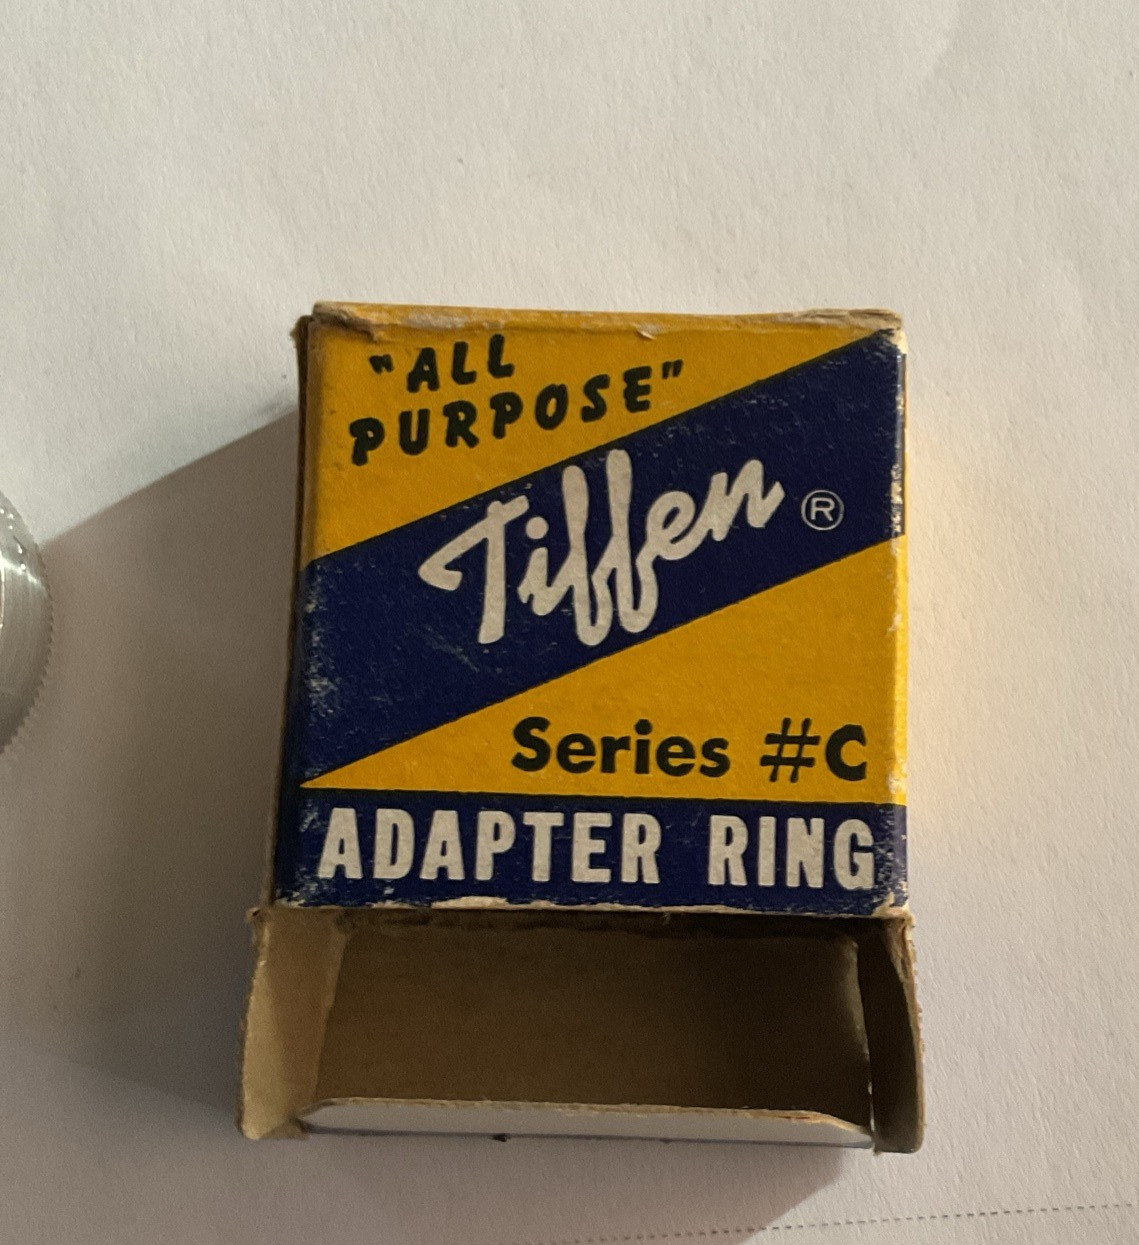 "ALL
PURPOSE"
Tiffen ®
Series #C
ADAPTER RING